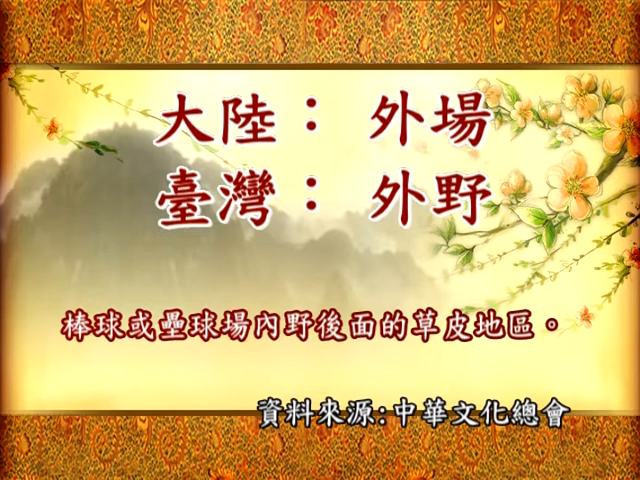 大陸： 外場
臺灣： 外野
棒球或壘球場內野後面的草皮地區。
資料來源:中華文化總會